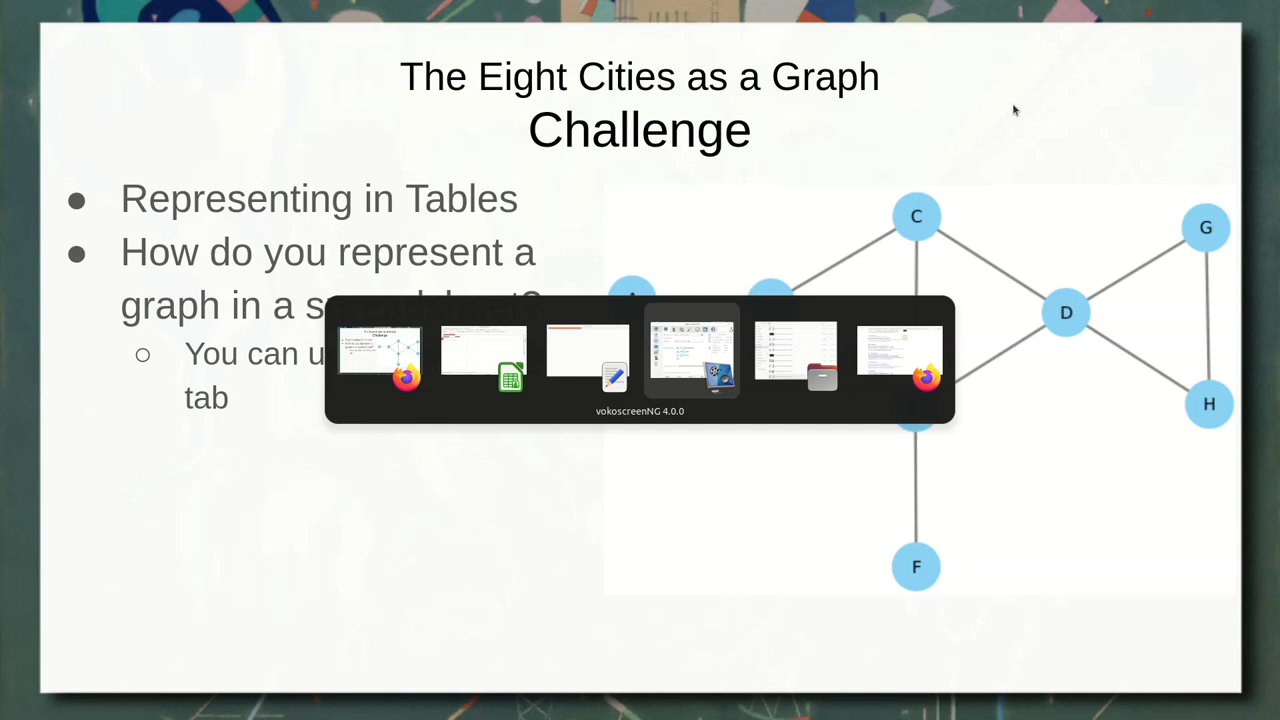 The Eight Cities as a Graph
Challenge
● Representing in Tables
● How do you represent a
graph in a
○ You can
tab
C
G
D
H
F
vokoscreenNG 4.0.0